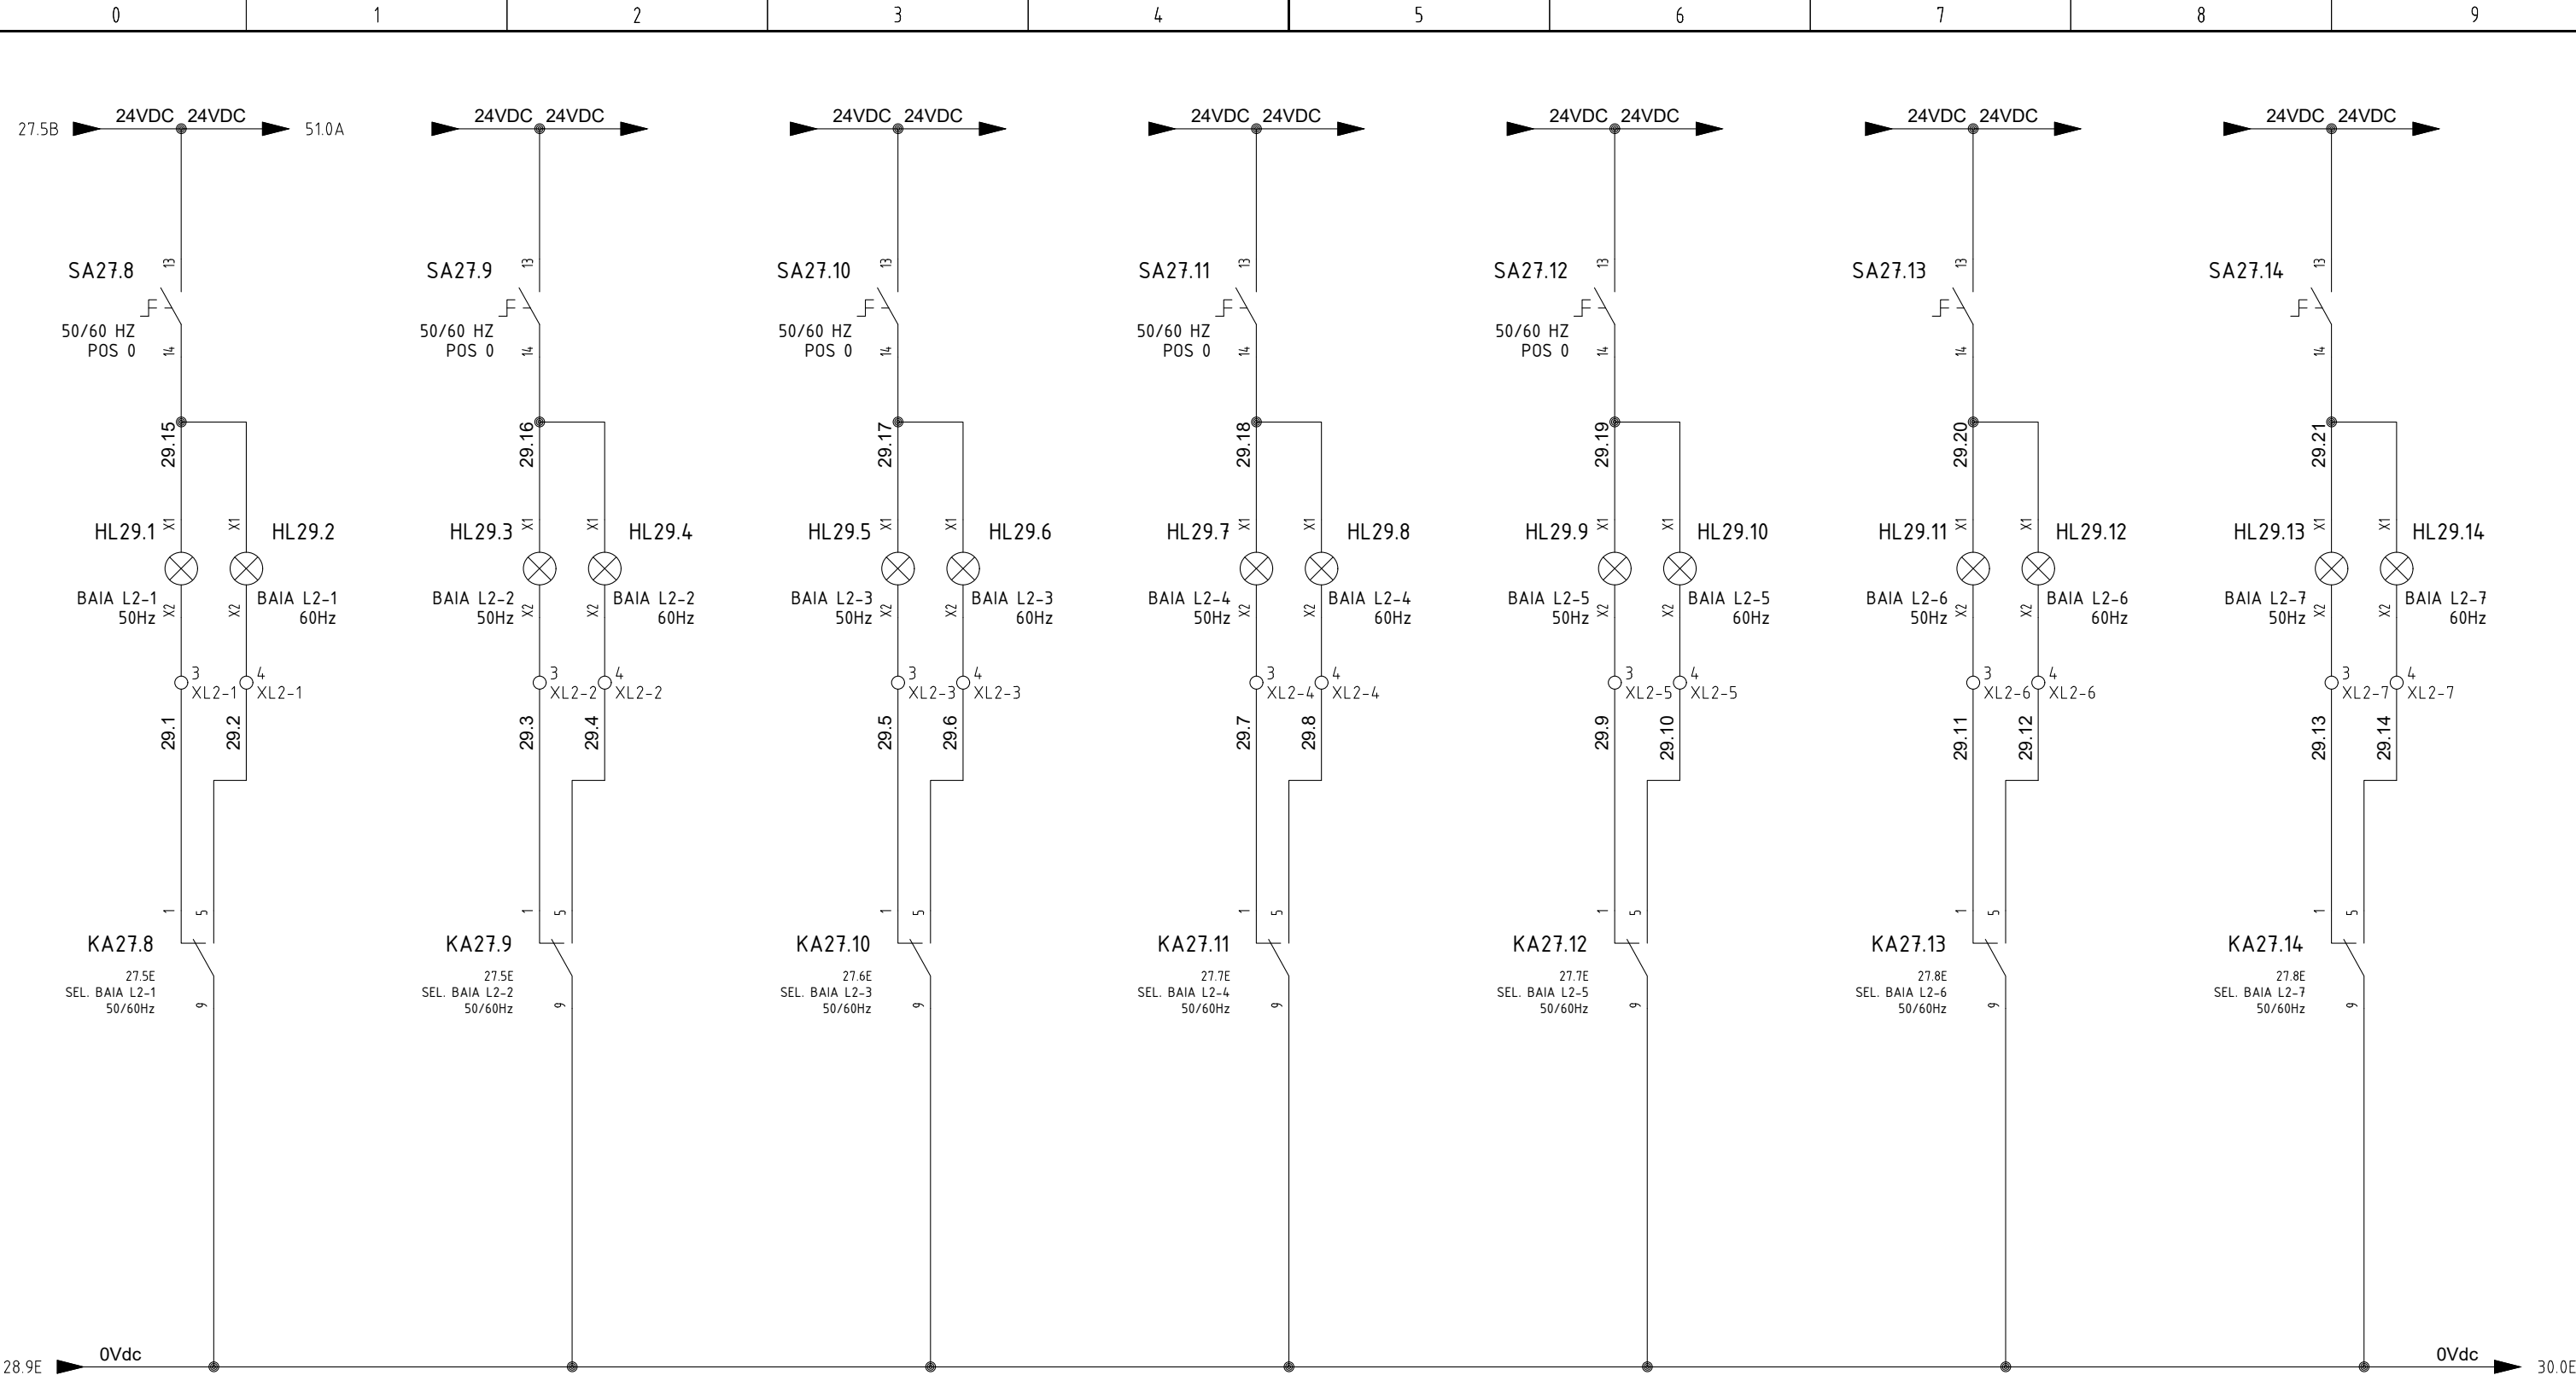 0 1 2 3 4 5 6 7 8 9
24VDC 24VDC 24VDC 24VDC 24VDC 24VDC 24VDC 24VDC 24VDC 24VDC 24VDC 24VDC 24VDC 24VDC
27.5B 51.0A
13 13 13 13 13 13 13
SA27.8 SA27.9 SA27.10 SA27.11 SA27.12 SA27.13 SA27.14
50/60 HZ 50/60 HZ 50/60 HZ 50/60 HZ 50/60 HZ
POS 0 POS 0 POS 0 POS 0 POS 0
14 14 14 14 14 14 14
29.15 29.16 29.17 29.18 29.19 29.20 29.21
X1 X1 X1 X1 X1 X1 X1 X1 X1 X1 X1 X1 X1 X1
HL29.1 HL29.2 HL29.3 HL29.4 HL29.5 HL29.6 HL29.7 HL29.8 HL29.9 HL29.10 HL29.11 HL29.12 HL29.13 HL29.14
BAIA L2-1 BAIA L2-1 BAIA L2-2 BAIA L2-2 BAIA L2-3 BAIA L2-3 BAIA L2-4 BAIA L2-4 BAIA L2-5 BAIA L2-5 BAIA L2-6 BAIA L2-6 BAIA L2-7 BAIA L2-7
X2 X2 X2 X2 X2 X2 X2 X2 X2 X2 X2 X2 X2 X2
50Hz 60Hz 50Hz 60Hz 50Hz 60Hz 50Hz 60Hz 50Hz 60Hz 50Hz 60Hz 50Hz 60Hz
3 4 3 4 3 4 3 4 3 4 3 4 3 4
XL2-1 XL2-1 XL2-2 XL2-2 XL2-3 XL2-3 XL2-4 XL2-4 XL2-5 XL2-5 XL2-6 XL2-6 XL2-7 XL2-7
29.1 29.2 29.3 29.4 29.5 29.6 29.7 29.8 29.9 29.10 29.11 29.12 29.13 29.14
1 5 1 5 1 5 1 5 1 5 1 5 1 5
KA27.8 KA27.9 KA27.10 KA27.11 KA27.12 KA27.13 KA27.14
27.5E 27.5E 27.6E 27.7E 27.7E 27.8E 27.8E
SEL. BAIA L2-1 SEL. BAIA L2-2 SEL. BAIA L2-3 SEL. BAIA L2-4 SEL. BAIA L2-5 SEL. BAIA L2-6 SEL. BAIA L2-7
50/60Hz 50/60Hz 50/60Hz 50/60Hz 50/60Hz 50/60Hz 50/60Hz
9 9 9 9 9 9 9
0Vdc 0Vdc
28.9E 30.0E